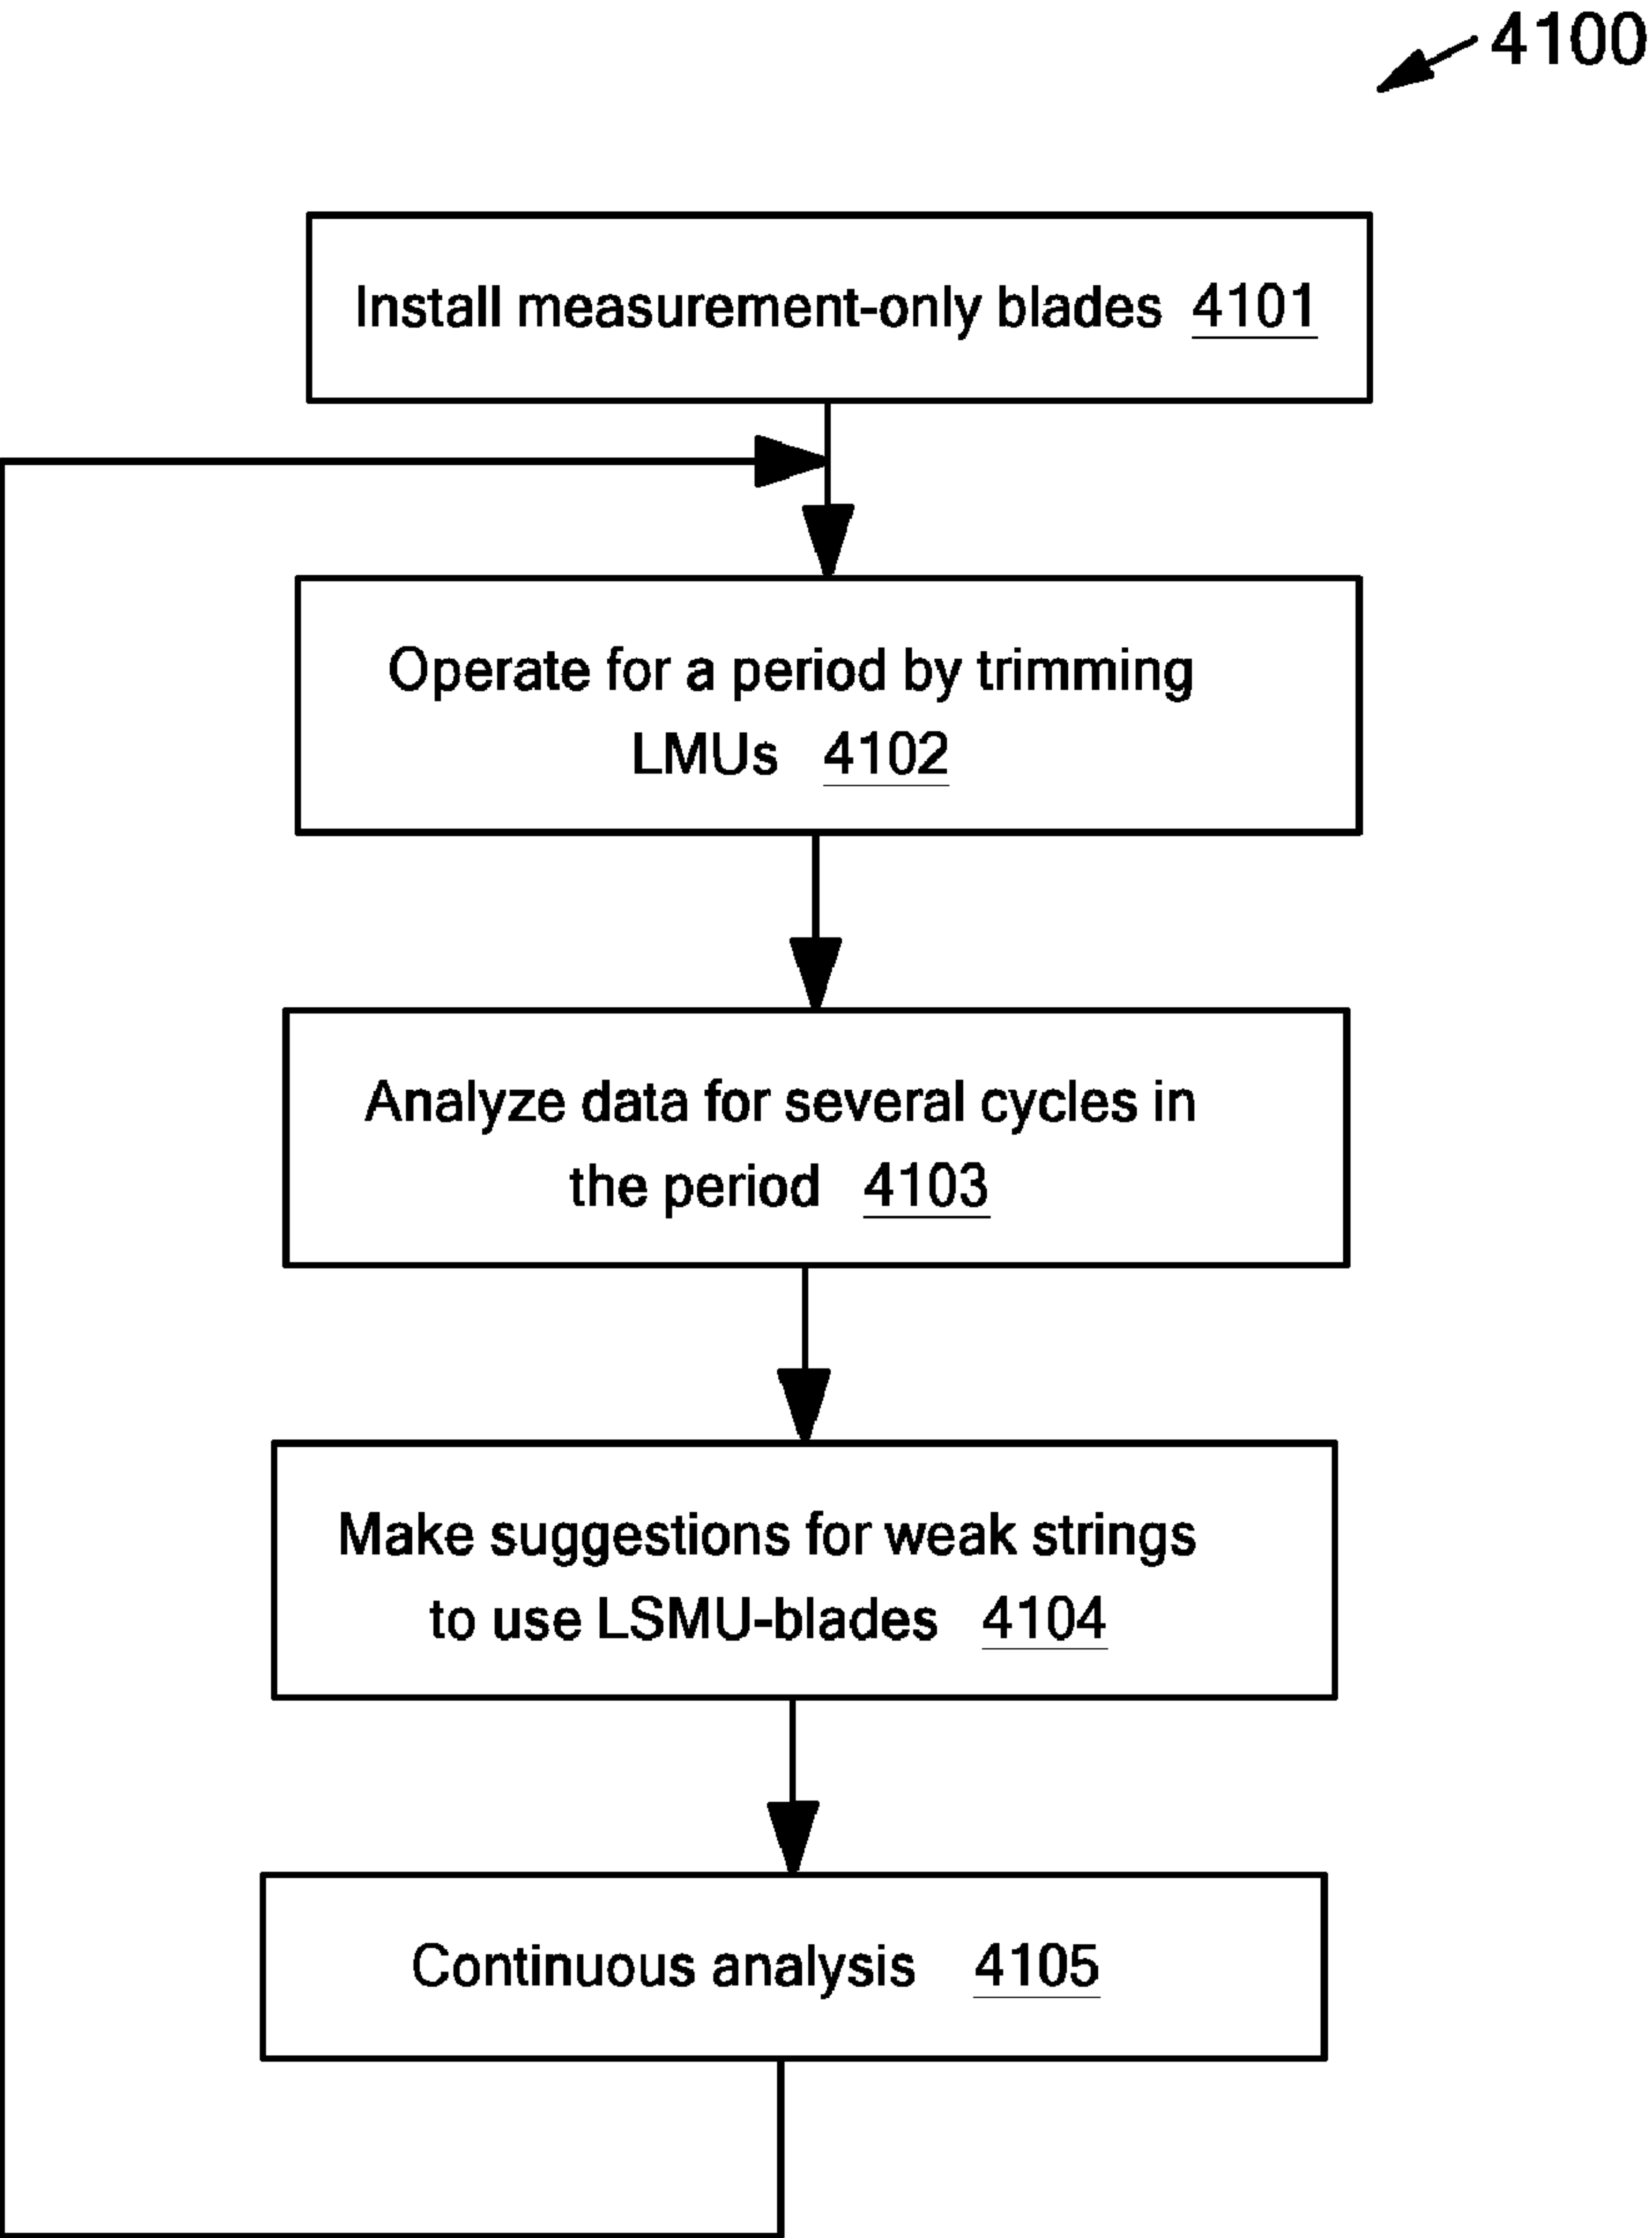 4100
Install measurement-only blades 4101
Operate for a period by trimming
LMUs 4102
Analyze data for several cycles in
the period 4103
Make suggestions for weak strings
to use LSMU-blades 4104
Continuous analysis 4105